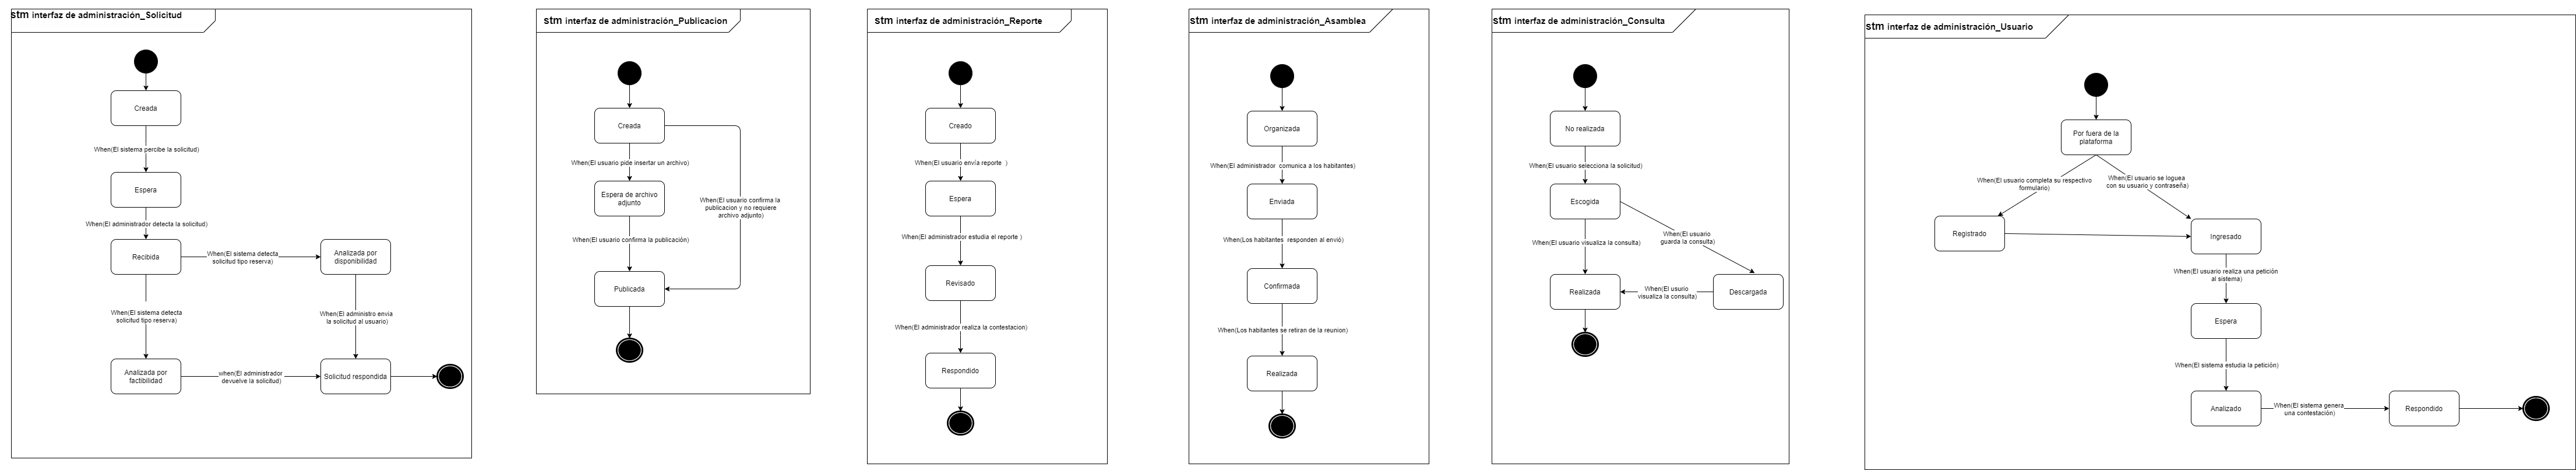 stm interfaz de administración_Solicitud
Creada
When(El sistema percibe la solicitud)
Espera
When(El administrador detecta la solicitud)
Recibida
When(El sistema detecta
solicitud tipo reserva)
Analizada por
disponibilidad
When(El sistema detecta
solicitud tipo reserva)
When(El administro envia
la solicitud al usuario)
Analizada por
factibilidad
when(El administrador
devuelve la solicitud)
Solicitud respondida
stm interfaz de administración_Publicacion
Creada
When(El usuario pide insertar un archivo)
Espera de archivo
adjunto
When(El usuario confirma la
publicacion y no requiere
archivo adjunto)
When(El usuario confirma la publicación)
Publicada
stm interfaz de administración_Reporte
Creado
When(El usuario envía reporte )
Espera
When(El administrador estudia el reporte )
Revisado
When(El administrador realiza la contestacion)
Respondido
stm interfaz de administración_Asamblea
Organizada
When(El administrador comunica a los habitantes)
Enviada
When(Los habitantes responden al envió)
Confirmada
When(Los habitantes se retiran de la reunion)
Realizada
stm interfaz de administración_Consulta
No realizada
When(El usuario selecciona la solicitud)
Escogida
When(El usuario
guarda la consulta)
When(El usuario visualiza la consulta)
Realizada
When(El usurio
visualiza la consulta)
Descargada
stm interfaz de administración_Usuario
Por fuera de la
plataforma
When(El usuario completa su respectivo
formulario)
When(El usuario se loguea
con su usuario y contraseña)
Registrado
Ingresado
When(El usuario realiza una petición
al sistema)
Espera
When(El sistema estudia la petición)
Analizado
When(El sistema genera
una contestación)
Respondido